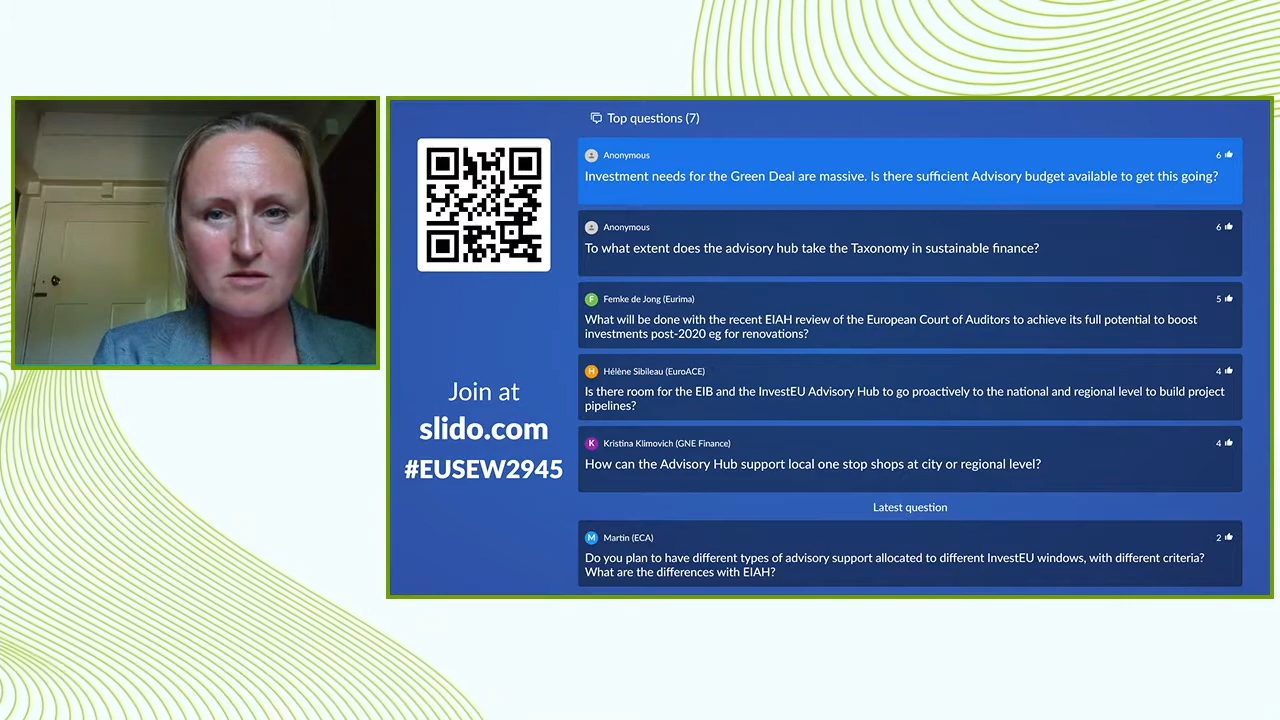 Top questions (7)
Anonymous
6
Investment needs for the Green Deal are massive. Is there sufficient Advisory budget available to get this going?
Anonymous
6
To what extent does the advisory hub take the Taxonomy in sustainable finance?
F
Femke de Jong (Eurima)
5
What will be done with the recent EIAH review of the European Court of Auditors to achieve its full potential to boost
investments post-2020 eg for renovations?
H
Hélène Sibileau (EuroACE)
4
Is there room for the EIB and the InvestEU Advisory Hub to go proactively to the national and regional level to build project
pipelines?
K
Kristina Klimovich (GNE Finance)
4
How can the Advisory Hub support local one stop shops at city or regional level?
Latest question
M
Martin (ECA)
2
Do you plan to have different types of advisory support allocated to different InvestEU windows, with different criteria?
What are the differences with EIAH?
Join at
slido.com
#EUSEW2945